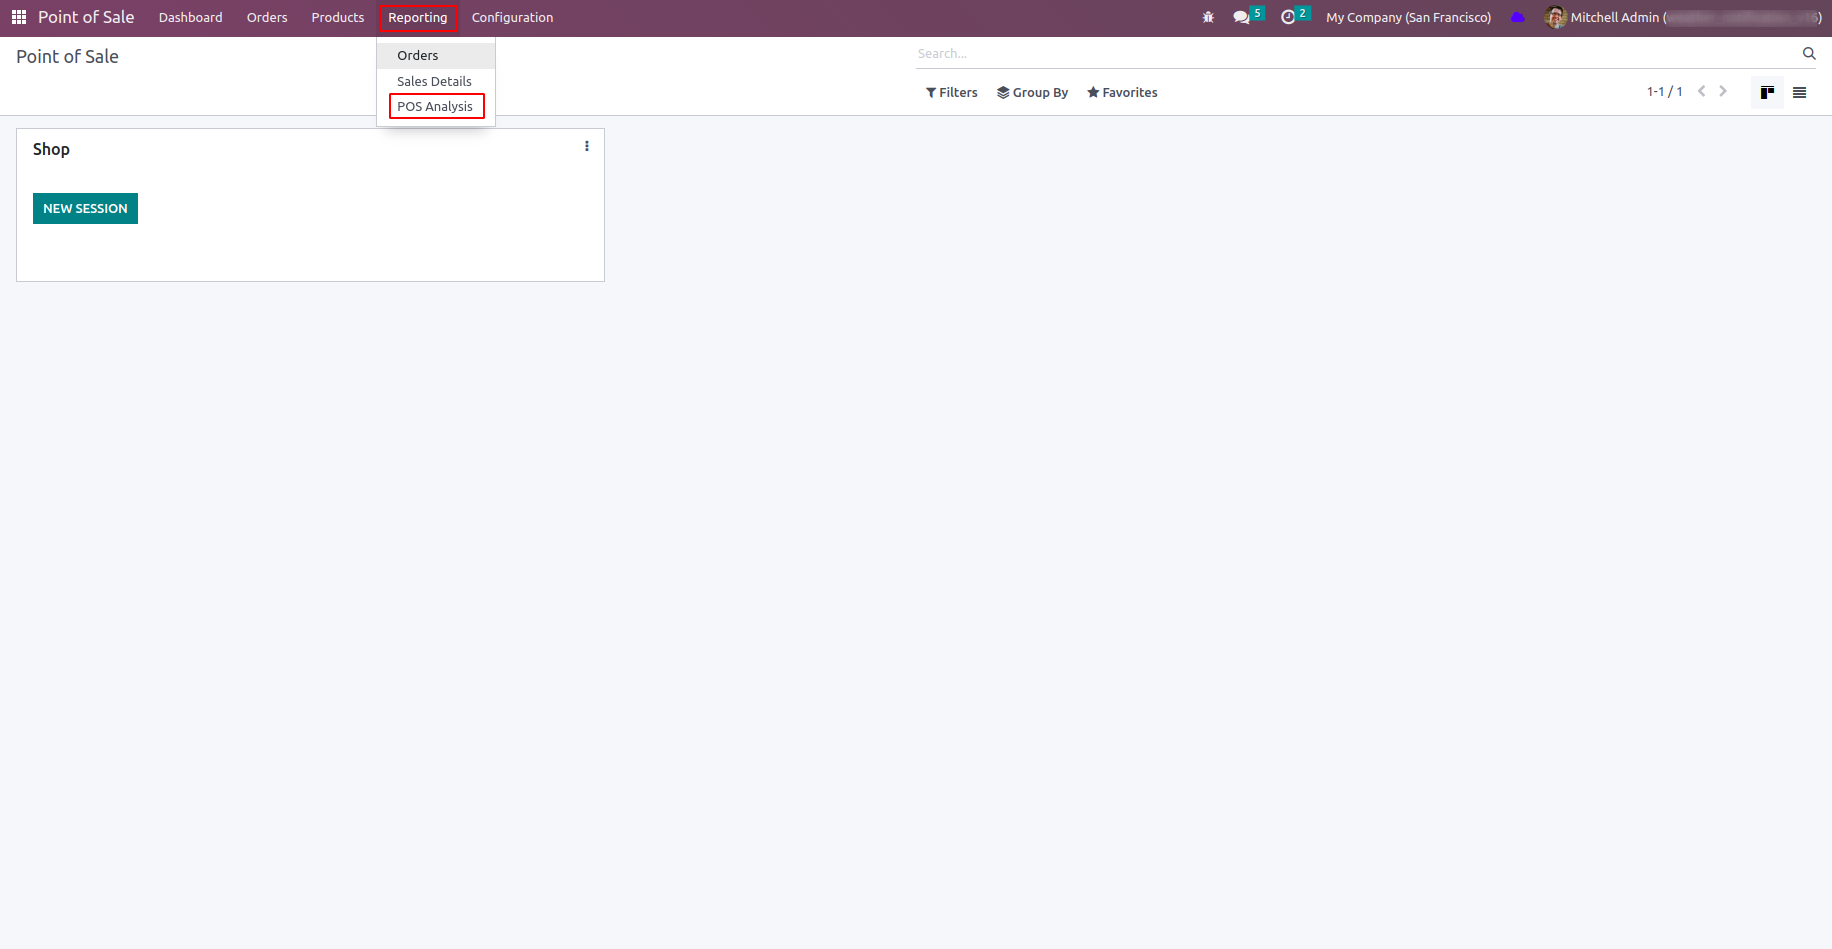 Point of Sale Dashboard Orders Products Reporting Configuration 5 2 My Company (San Francisco) Mitchell Admin (
Point of Sale
Search...
Orders
Sales Details
POS Analysis
Filters Group By Favorites 1-1 / 1
Shop
NEW SESSION